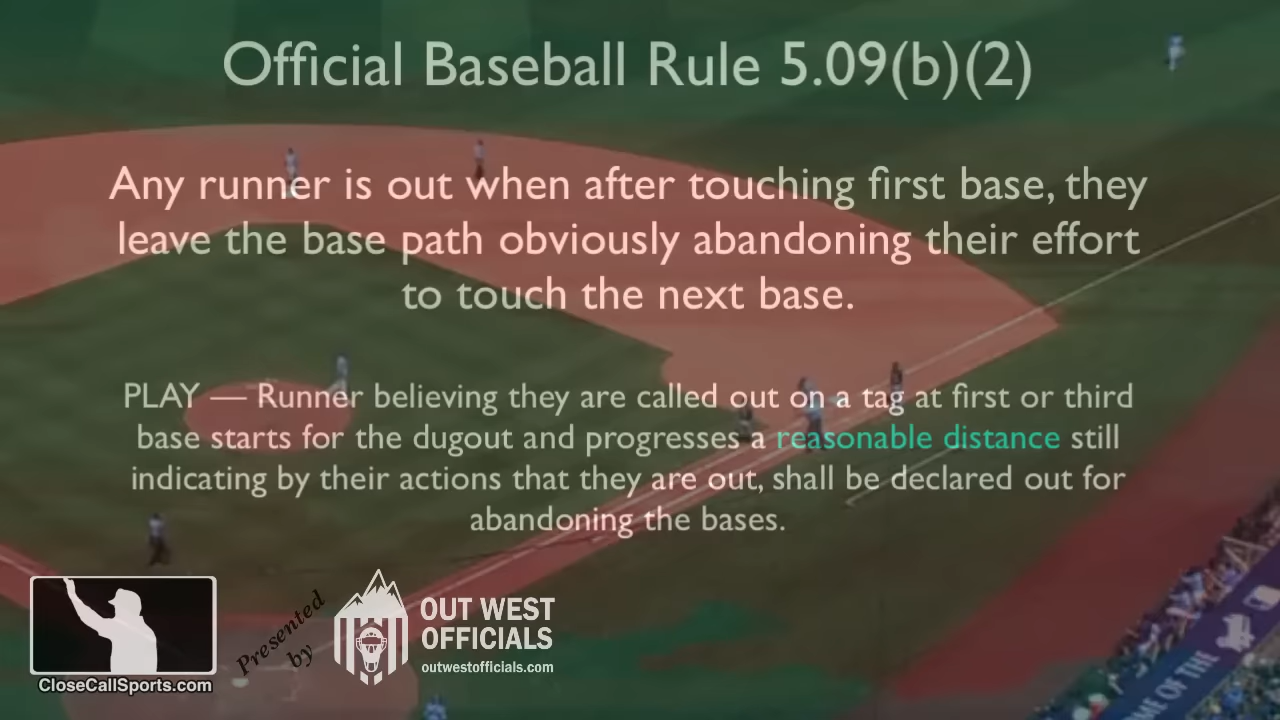 Official Baseball Rule 5.09(b)(2)
Any runner is out when after touching first base, they
leave the base path obviously abandoning their effort
to touch the next base.
PLAY — Runner believing they are called out on a tag at first or third
base starts for the dugout and progresses a reasonable distance still
indicating by their actions that they are out, shall be declared out for
abandoning the bases.
CloseCallSports.com
Presented
by
OUT WEST
OFFICIALS
outwestofficials.com
OF THE